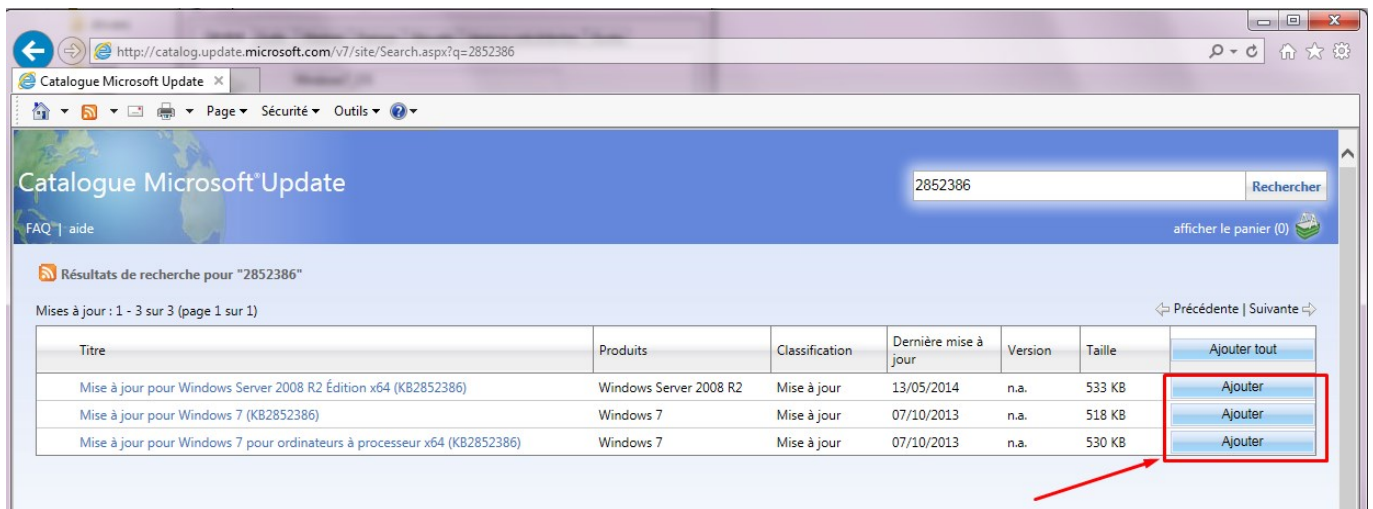 http://catalog.update.microsoft.com/v7/site/Search.aspx?q=2852386
Catalogue Microsoft Update
Page Sécurité Outils
Catalogue Microsoft® Update
2852386 Rechercher
FAQ | aide afficher le panier (0)
Résultats de recherche pour "2852386"
Mises à jour : 1 - 3 sur 3 (page 1 sur 1) Précédente | Suivante
Titre Produits Classification Dernière mise à jour Version Taille Ajouter tout
Mise à jour pour Windows Server 2008 R2 Édition x64 (KB2852386) Windows Server 2008 R2 Mise à jour 13/05/2014 n.a. 533 KB Ajouter
Mise à jour pour Windows 7 (KB2852386) Windows 7 Mise à jour 07/10/2013 n.a. 518 KB Ajouter
Mise à jour pour Windows 7 pour ordinateurs à processeur x64 (KB2852386) Windows 7 Mise à jour 07/10/2013 n.a. 530 KB Ajouter